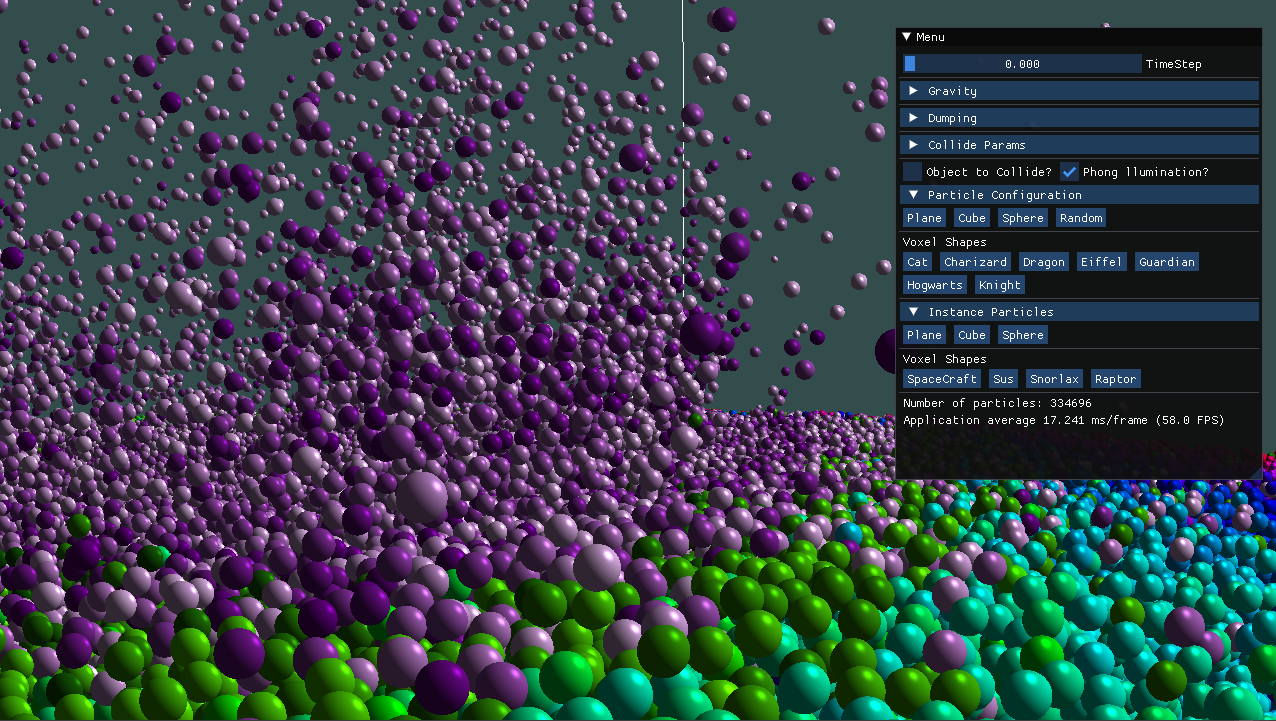 Menu
0.000 TimeStep
Gravity
Dumping
Collide Params
Object to Collide? Phong llumination?
Particle Configuration
Plane Cube Sphere Random
Voxel Shapes
Cat Charizard Dragon Eiffel Guardian
Hogwarts Knight
Instance Particles
Plane Cube Sphere
Voxel Shapes
SpaceCraft Sus Snorlax Raptor
Number of particles: 334696
Application average 17.241 ms/frame (58.0 FPS)